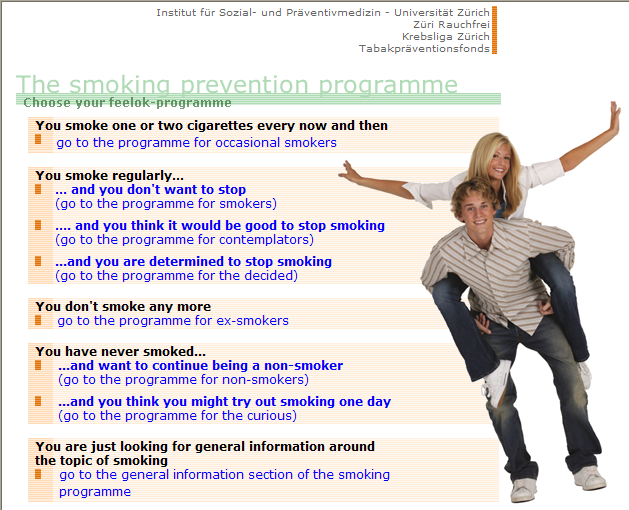 Institut für Sozial- und Präventivmedizin - Universität Zürich
Züri Rauchfrei
Krebsliga Zürich
Tabakpräventionsfonds
The smoking prevention programme
Choose your feelok-programme
You smoke one or two cigarettes every now and then
go to the programme for occasional smokers
You smoke regularly...
... and you don't want to stop
(go to the programme for smokers)
.... and you think it would be good to stop smoking
(go to the programme for contemplators)
...and you are determined to stop smoking
(go to the programme for the decided)
You don't smoke any more
go to the programme for ex-smokers
You have never smoked...
...and want to continue being a non-smoker
(go to the programme for non-smokers)
...and you think you might try out smoking one day
(go to the programme for the curious)
You are just looking for general information around
the topic of smoking
go to the general information section of the smoking
programme